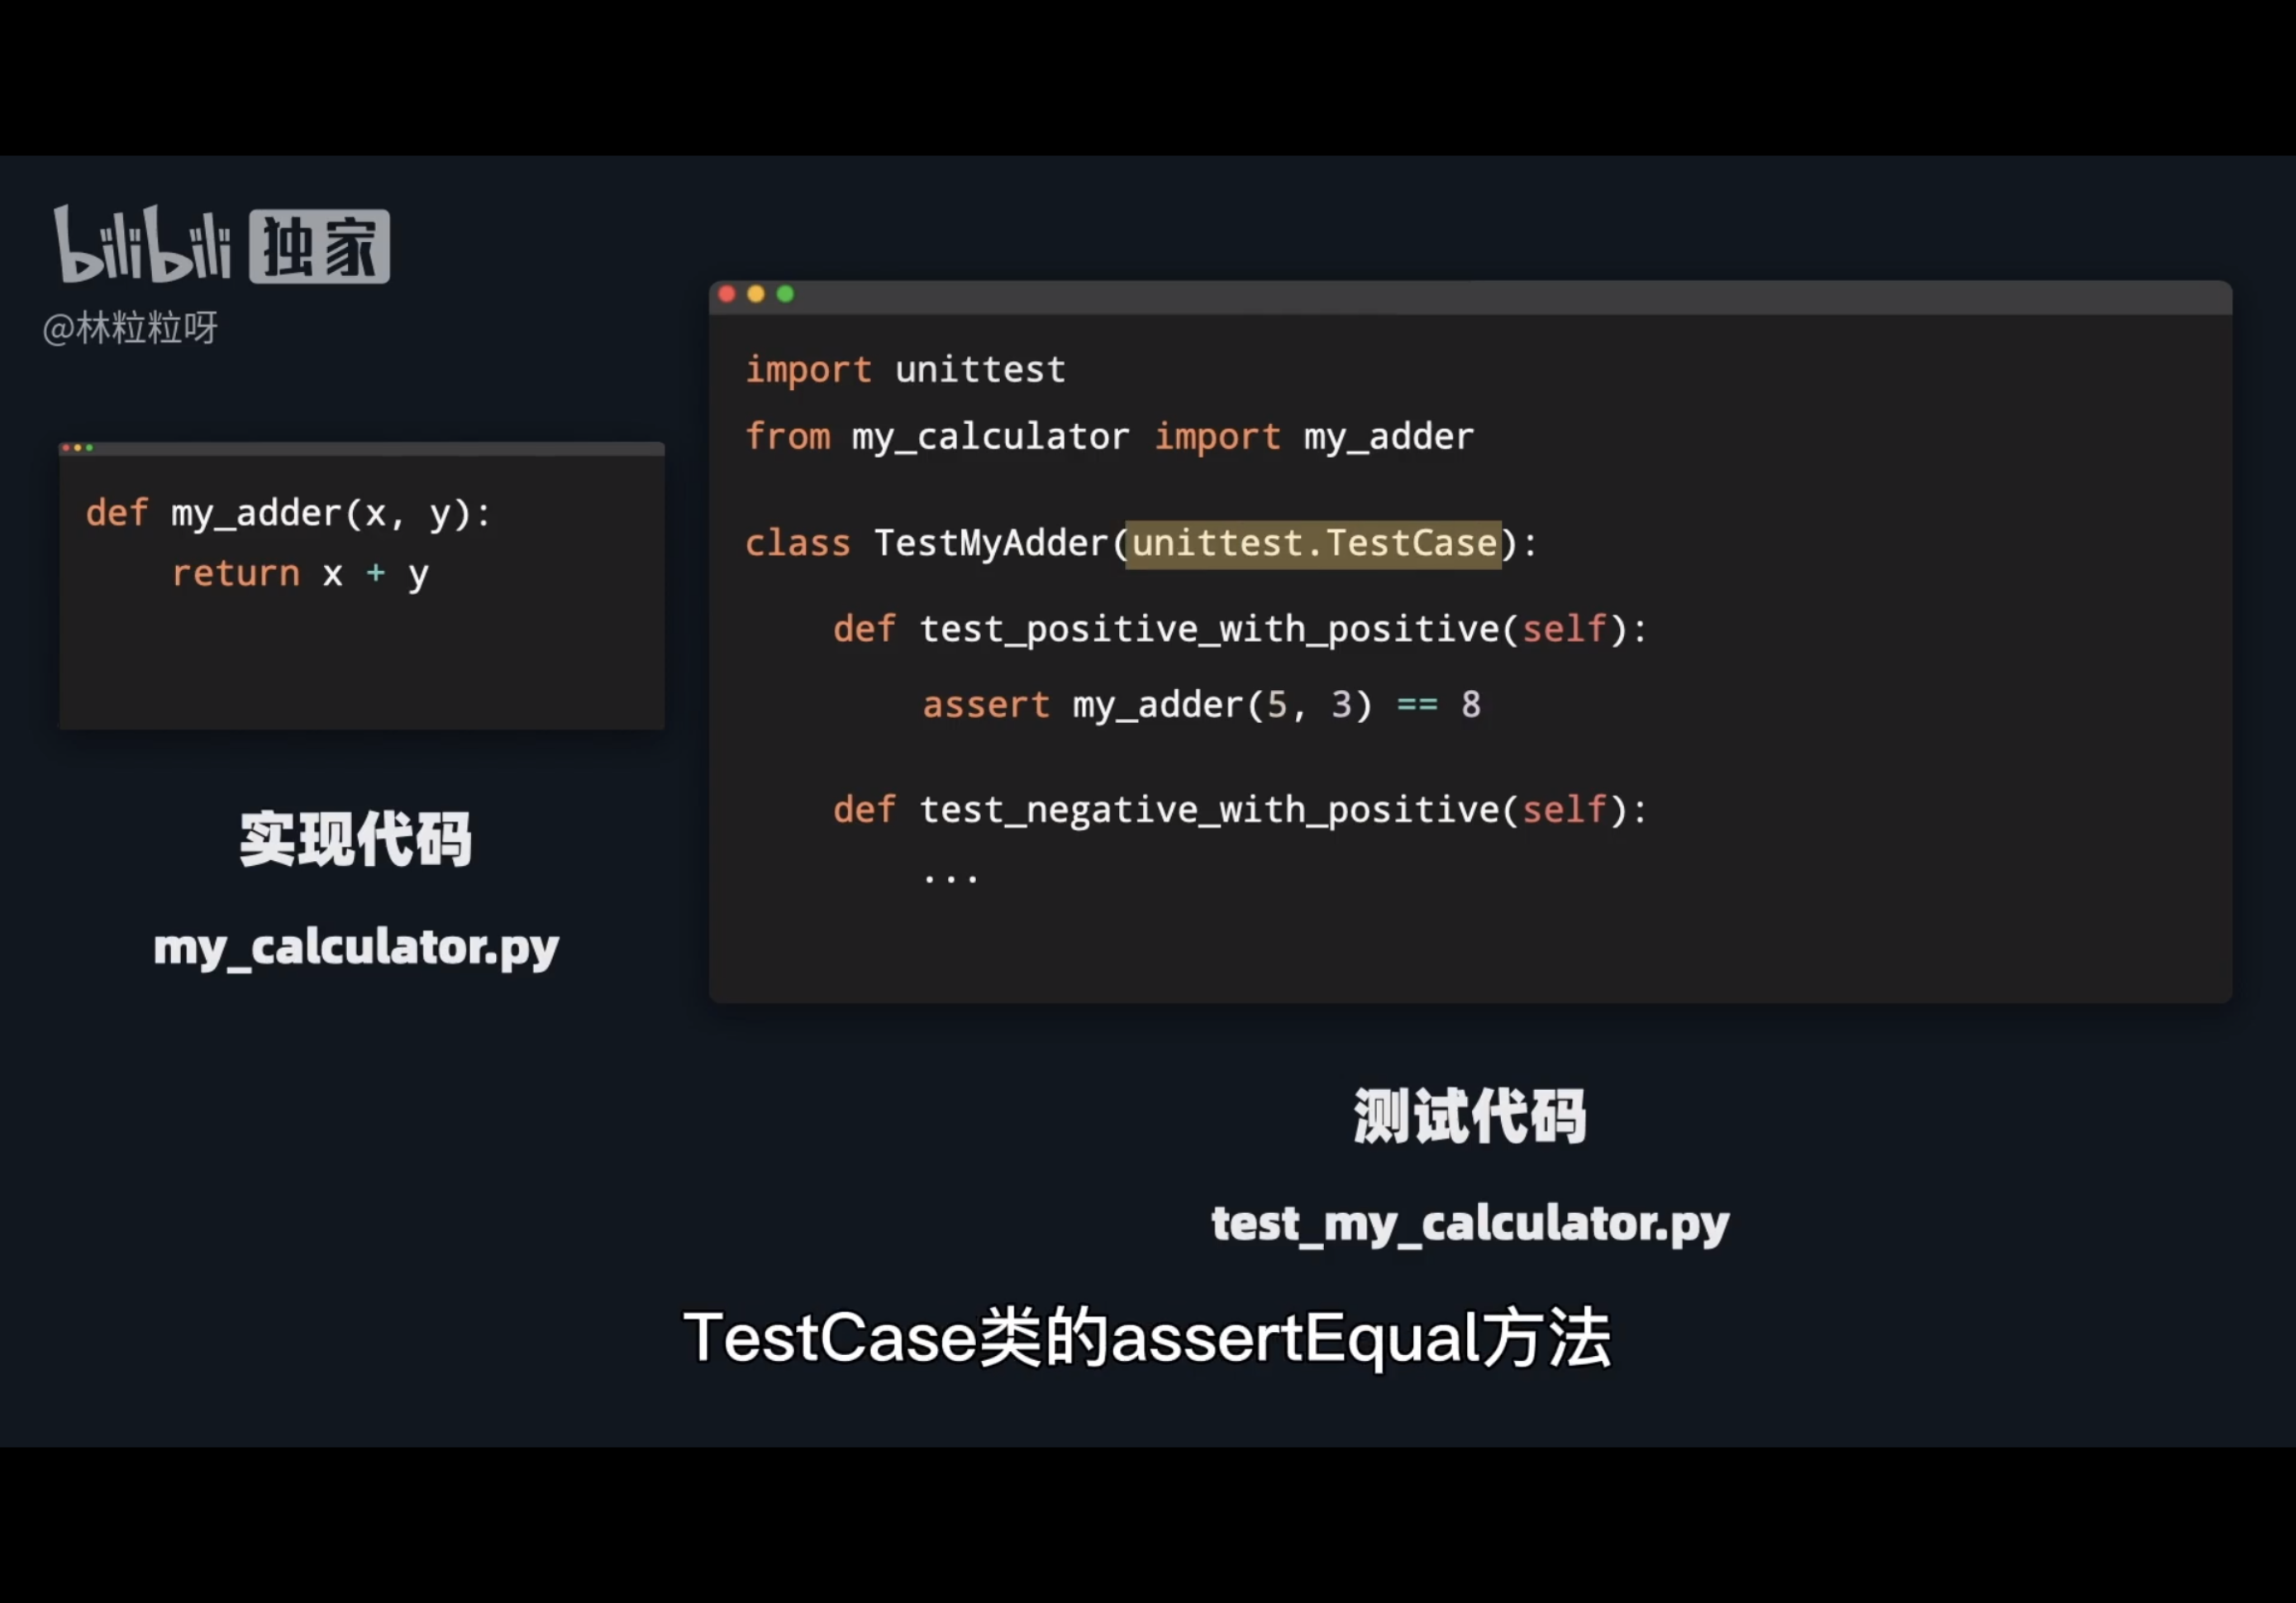 bilibili 独家
@林粒粒呀
def my_adder(x, y):
    return x + y
实现代码
my_calculator.py
import unittest
from my_calculator import my_adder
class TestMyAdder(unittest.TestCase):
    def test_positive_with_positive(self):
        assert my_adder(5, 3) == 8
    def test_negative_with_positive(self):
        ...
测试代码
test_my_calculator.py
TestCase类的assertEqual方法